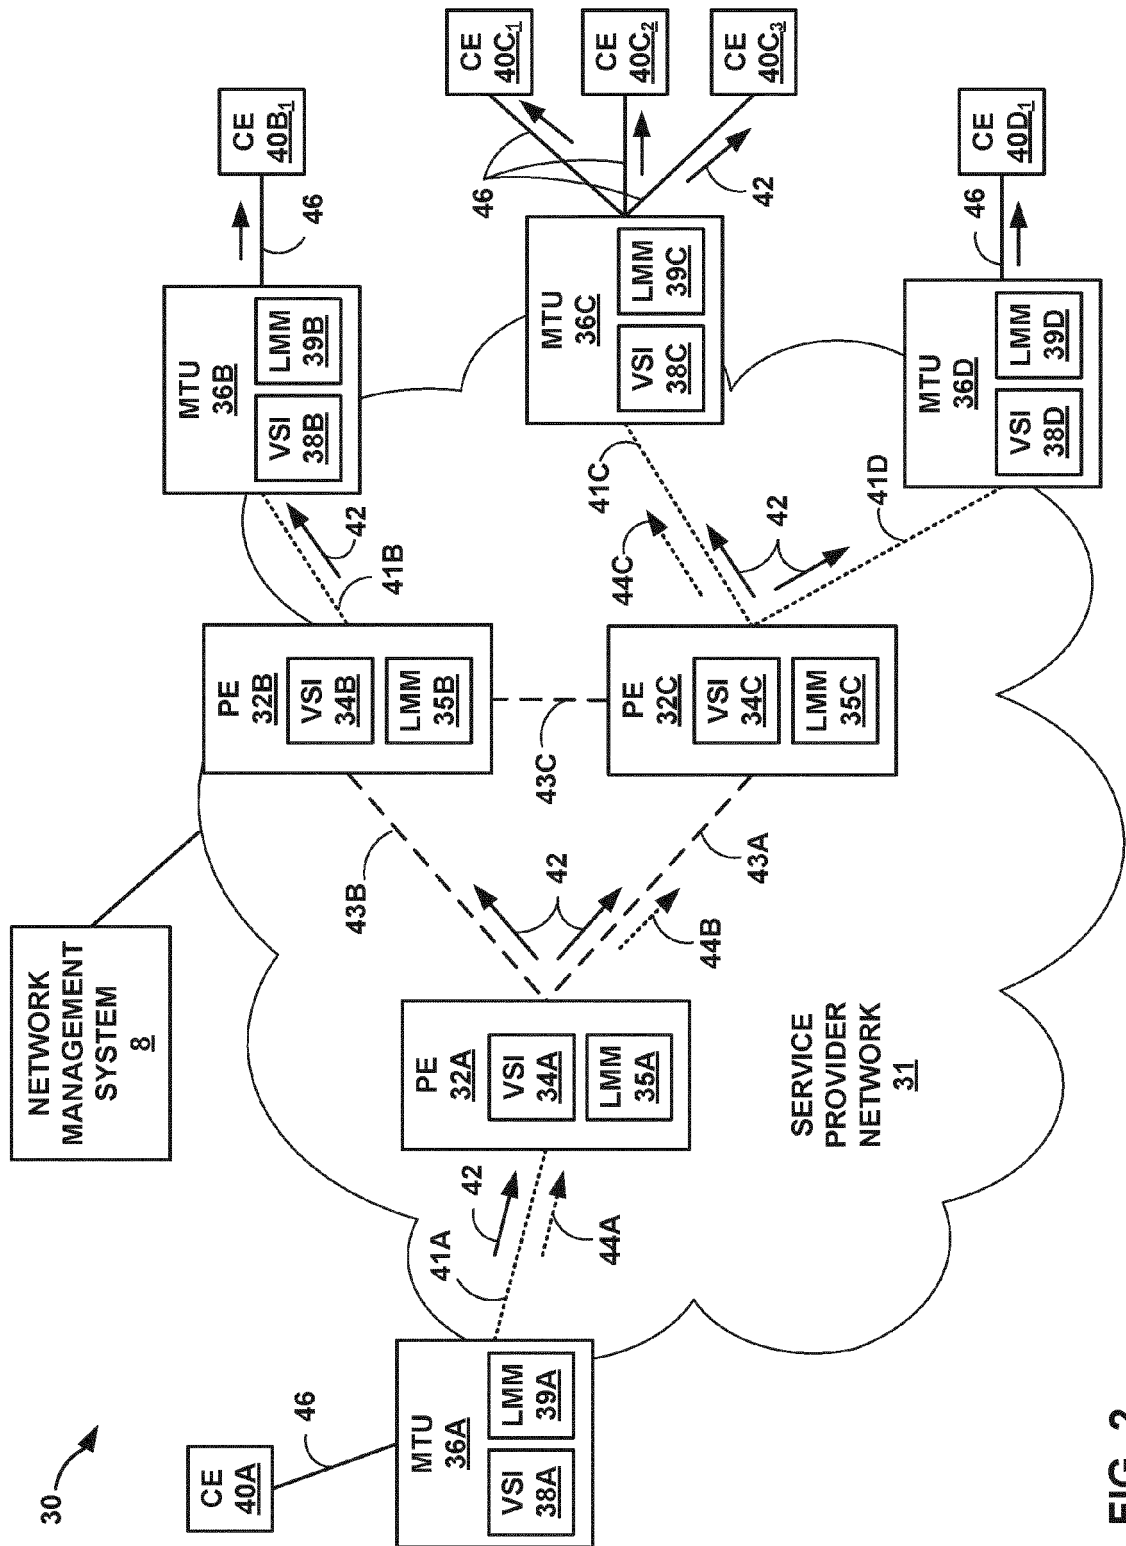 30
CE
40A
46
MTU
36A
VSI
38A
LMM
39A
41A
42
44A
NETWORK
MANAGEMENT
SYSTEM
8
PE
32A
VSI
34A
LMM
35A
SERVICE
PROVIDER
NETWORK
31
42
44B
43B
43A
43C
PE
32B
VSI
34B
LMM
35B
PE
32C
VSI
34C
LMM
35C
41B
42
44C
42
41C
41D
MTU
36B
VSI
38B
LMM
39B
MTU
36C
VSI
38C
LMM
39C
MTU
36D
VSI
38D
LMM
39D
46
46
42
46
CE
40B1
CE
40C1
CE
40C2
CE
40C3
CE
40D1
FIG. 2